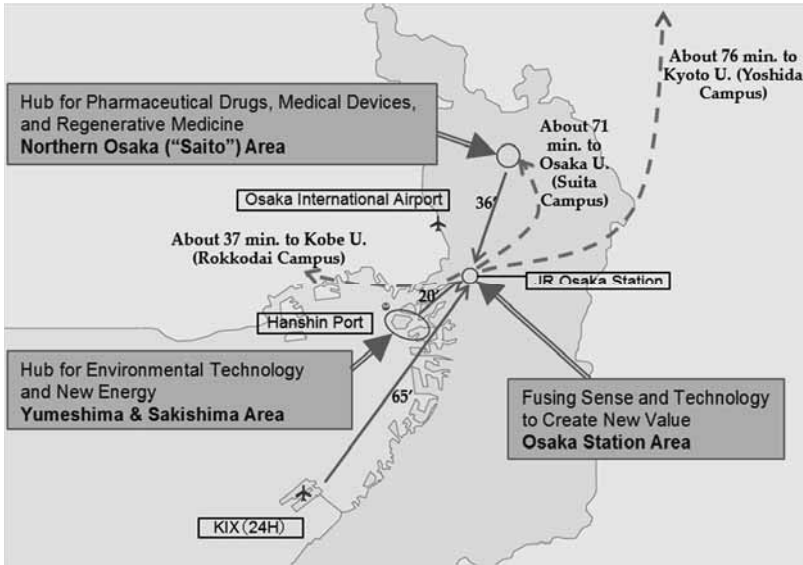 About 76 min. to
Kyoto U. (Yoshida
Campus)
Hub for Pharmaceutical Drugs, Medical Devices,
and Regenerative Medicine
Northern Osaka ("Saito") Area
About 71
min. to
Osaka U.
(Suita
Campus)
Osaka International Airport
36'
About 37 min. to Kobe U.
(Rokkodai Campus)
JR Osaka Station
20'
Hanshin Port
Hub for Environmental Technology
and New Energy
Yumeshima & Sakishima Area
65'
Fusing Sense and Technology
to Create New Value
Osaka Station Area
KIX(24H)